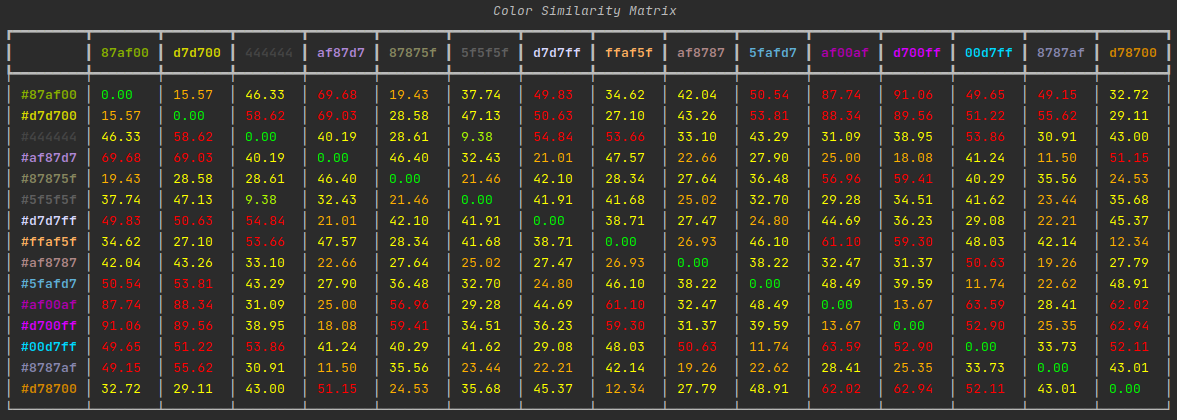 Color Similarity Matrix
87af00 d7d700 444444 af87d7 87875f 5f5f5f d7d7ff ffaf5f af8787 5fafd7 af00af d700ff 00d7ff 8787af d78700
#87af00 0.00 15.57 46.33 69.68 19.43 37.74 49.83 34.62 42.04 50.54 87.74 91.06 49.65 49.15 32.72
#d7d700 15.57 0.00 58.62 69.03 28.58 47.13 50.63 27.10 43.26 53.81 88.34 89.56 51.22 55.62 29.11
#444444 46.33 58.62 0.00 40.19 28.61 9.38 54.84 53.66 33.10 43.29 31.09 38.95 53.86 30.91 43.00
#af87d7 69.68 69.03 40.19 0.00 46.40 32.43 21.01 47.57 22.66 27.90 25.00 18.08 41.24 11.50 51.15
#87875f 19.43 28.58 28.61 46.40 0.00 21.46 42.10 28.34 27.64 36.48 56.96 59.41 40.29 35.56 24.53
#5f5f5f 37.74 47.13 9.38 32.43 21.46 0.00 41.91 41.68 25.02 32.70 29.28 34.51 41.62 23.44 35.68
#d7d7ff 49.83 50.63 54.84 21.01 42.10 41.91 0.00 38.71 27.47 24.80 44.69 36.23 29.08 22.21 45.37
#ffaf5f 34.62 27.10 53.66 47.57 28.34 41.68 38.71 0.00 26.93 46.10 61.10 59.30 48.03 42.14 12.34
#af8787 42.04 43.26 33.10 22.66 27.64 25.02 27.47 26.93 0.00 38.22 32.47 31.37 50.63 19.26 27.79
#5fafd7 50.54 53.81 43.29 27.90 36.48 32.70 24.80 46.10 38.22 0.00 48.49 39.59 11.74 22.62 48.91
#af00af 87.74 88.34 31.09 25.00 56.96 29.28 44.69 61.10 32.47 48.49 0.00 13.67 63.59 28.41 62.02
#d700ff 91.06 89.56 38.95 18.08 59.41 34.51 36.23 59.30 31.37 39.59 13.67 0.00 52.90 25.35 62.94
#00d7ff 49.65 51.22 53.86 41.24 40.29 41.62 29.08 48.03 50.63 11.74 63.59 52.90 0.00 33.73 52.11
#8787af 49.15 55.62 30.91 11.50 35.56 23.44 22.21 42.14 19.26 22.62 28.41 25.35 33.73 0.00 43.01
#d78700 32.72 29.11 43.00 51.15 24.53 35.68 45.37 12.34 27.79 48.91 62.02 62.94 52.11 43.01 0.00